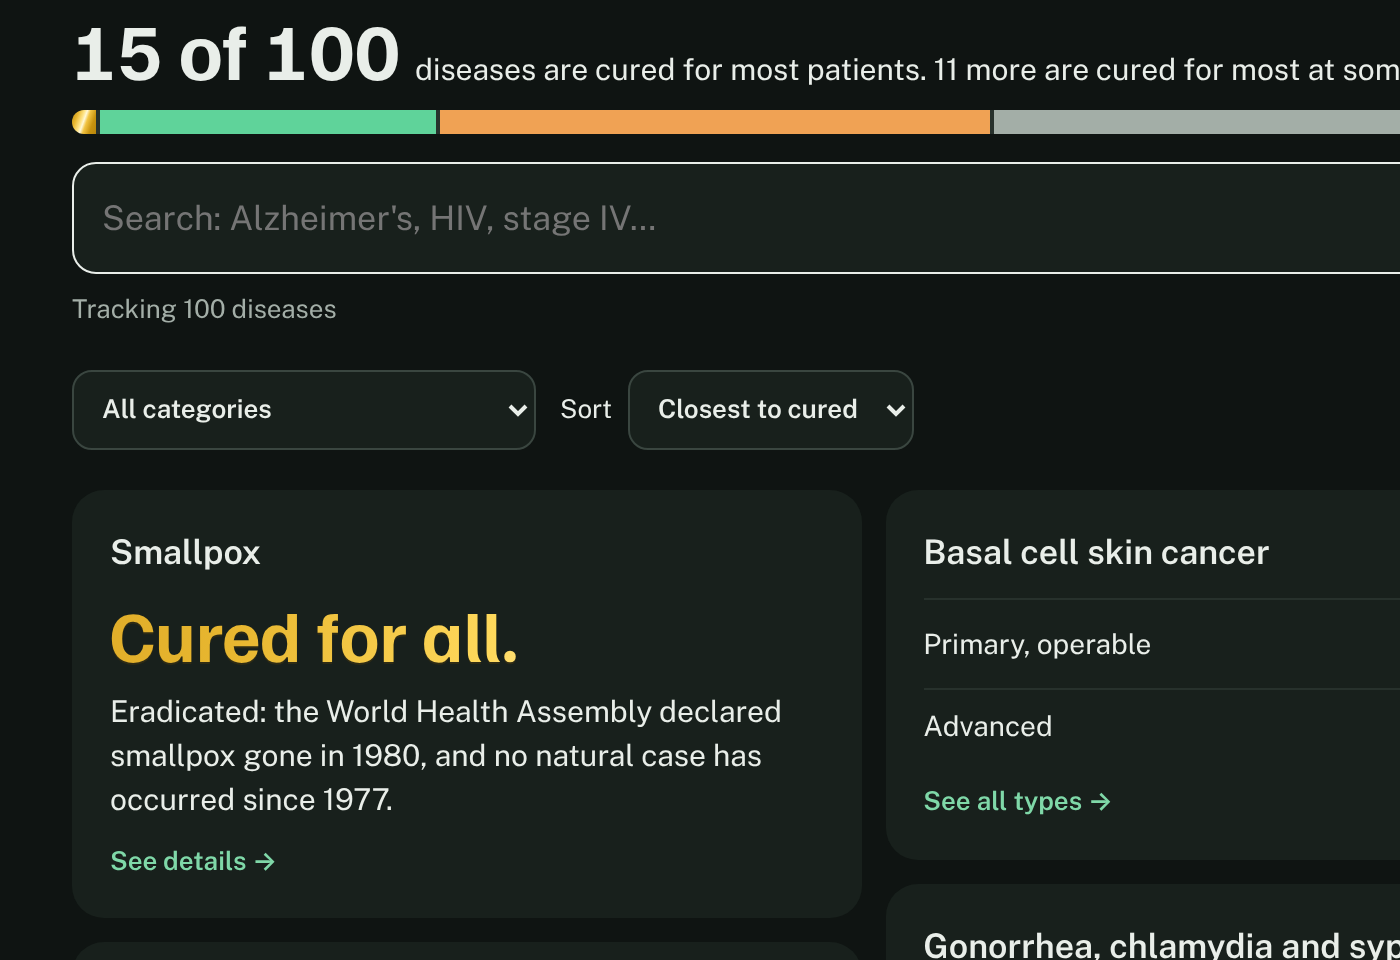 15 of 100 diseases are cured for most patients. 11 more are cured for most at
Search: Alzheimer's, HIV, stage IV...
Tracking 100 diseases
All categories
Sort
Closest to cured
Smallpox
Cured for all.
Eradicated: the World Health Assembly declared
smallpox gone in 1980, and no natural case has
occurred since 1977.
See details →
Basal cell skin cancer
Primary, operable
Advanced
See all types →
Gonorrhea, chlamydia and